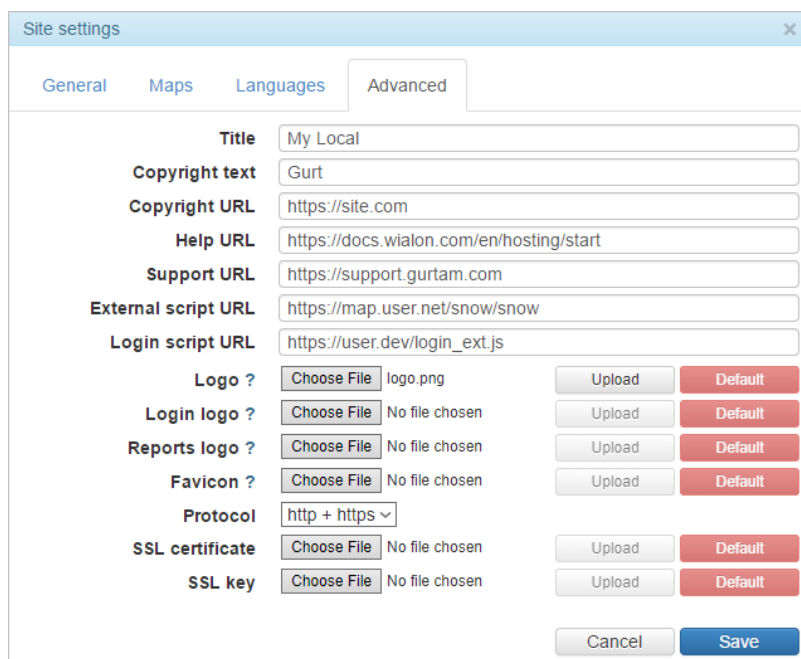 Site settings ×
General Maps Languages Advanced
Title My Local
Copyright text Gurt
Copyright URL https://site.com
Help URL https://docs.wialon.com/en/hosting/start
Support URL https://support.gurtam.com
External script URL https://map.user.net/snow/snow
Login script URL https://user.dev/login_ext.js
Logo ? Choose File logo.png Upload Default
Login logo ? Choose File No file chosen Upload Default
Reports logo ? Choose File No file chosen Upload Default
Favicon ? Choose File No file chosen Upload Default
Protocol http + https
SSL certificate Choose File No file chosen Upload Default
SSL key Choose File No file chosen Upload Default
Cancel Save